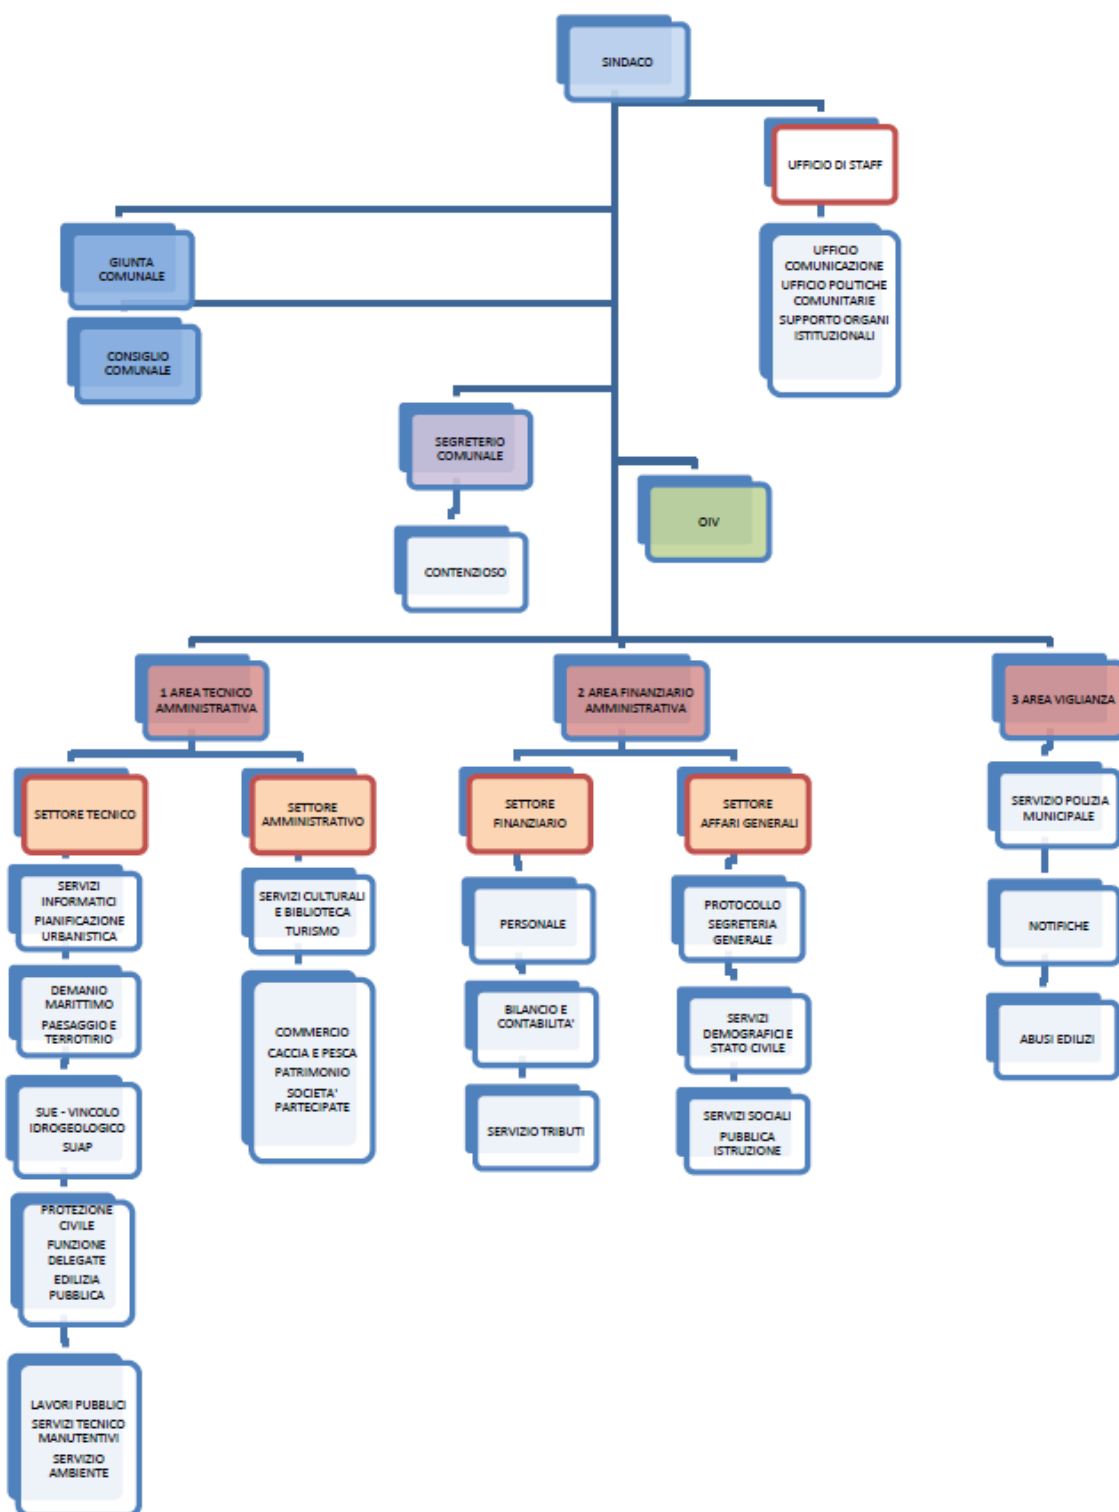 SINDACO
UFFICIO DI STAFF
UFFICIO
COMUNICAZIONE
UFFICIO POLITICHE
COMUNITARIE
SUPPORTO ORGANI
ISTITUZIONALI
GIUNTA
COMUNALE
CONSIGLIO
COMUNALE
SEGRETERIO
COMUNALE
CONTENZIOSO
OIV
1 AREA TECNICO
AMMINISTRATIVA
2 AREA FINANZIARIO
AMMINISTRATIVA
3 AREA VIGLIANZA
SETTORE TECNICO
SERVIZI
INFORMATICI
PIANIFICAZIONE
URBANISTICA
DEMANIO
MARITTIMO
PAESAGGIO E
TERROTIRIO
SUE - VINCOLO
IDROGEOLOGICO
SUAP
PROTEZIONE
CIVILE
FUNZIONE
DELEGATE
EDILIZIA
PUBBLICA
LAVORI PUBBLICI
SERVIZI TECNICO
MANUTENTIVI
SERVIZIO
AMBIENTE
SETTORE
AMMINISTRATIVO
SERVIZI CULTURALI
E BIBLIOTECA
TURISMO
COMMERCIO
CACCIA E PESCA
PATRIMONIO
SOCIETA'
PARTECIPATE
SETTORE
FINANZIARIO
PERSONALE
BILANCIO E
CONTABILITA'
SERVIZIO TRIBUTI
SETTORE
AFFARI GENERALI
PROTOCOLLO
SEGRETERIA
GENERALE
SERVIZI
DEMOGRAFICI E
STATO CIVILE
SERVIZI SOCIALI
PUBBLICA
ISTRUZIONE
SERVIZIO POLIZIA
MUNICIPALE
NOTIFICHE
ABUSI EDILIZI